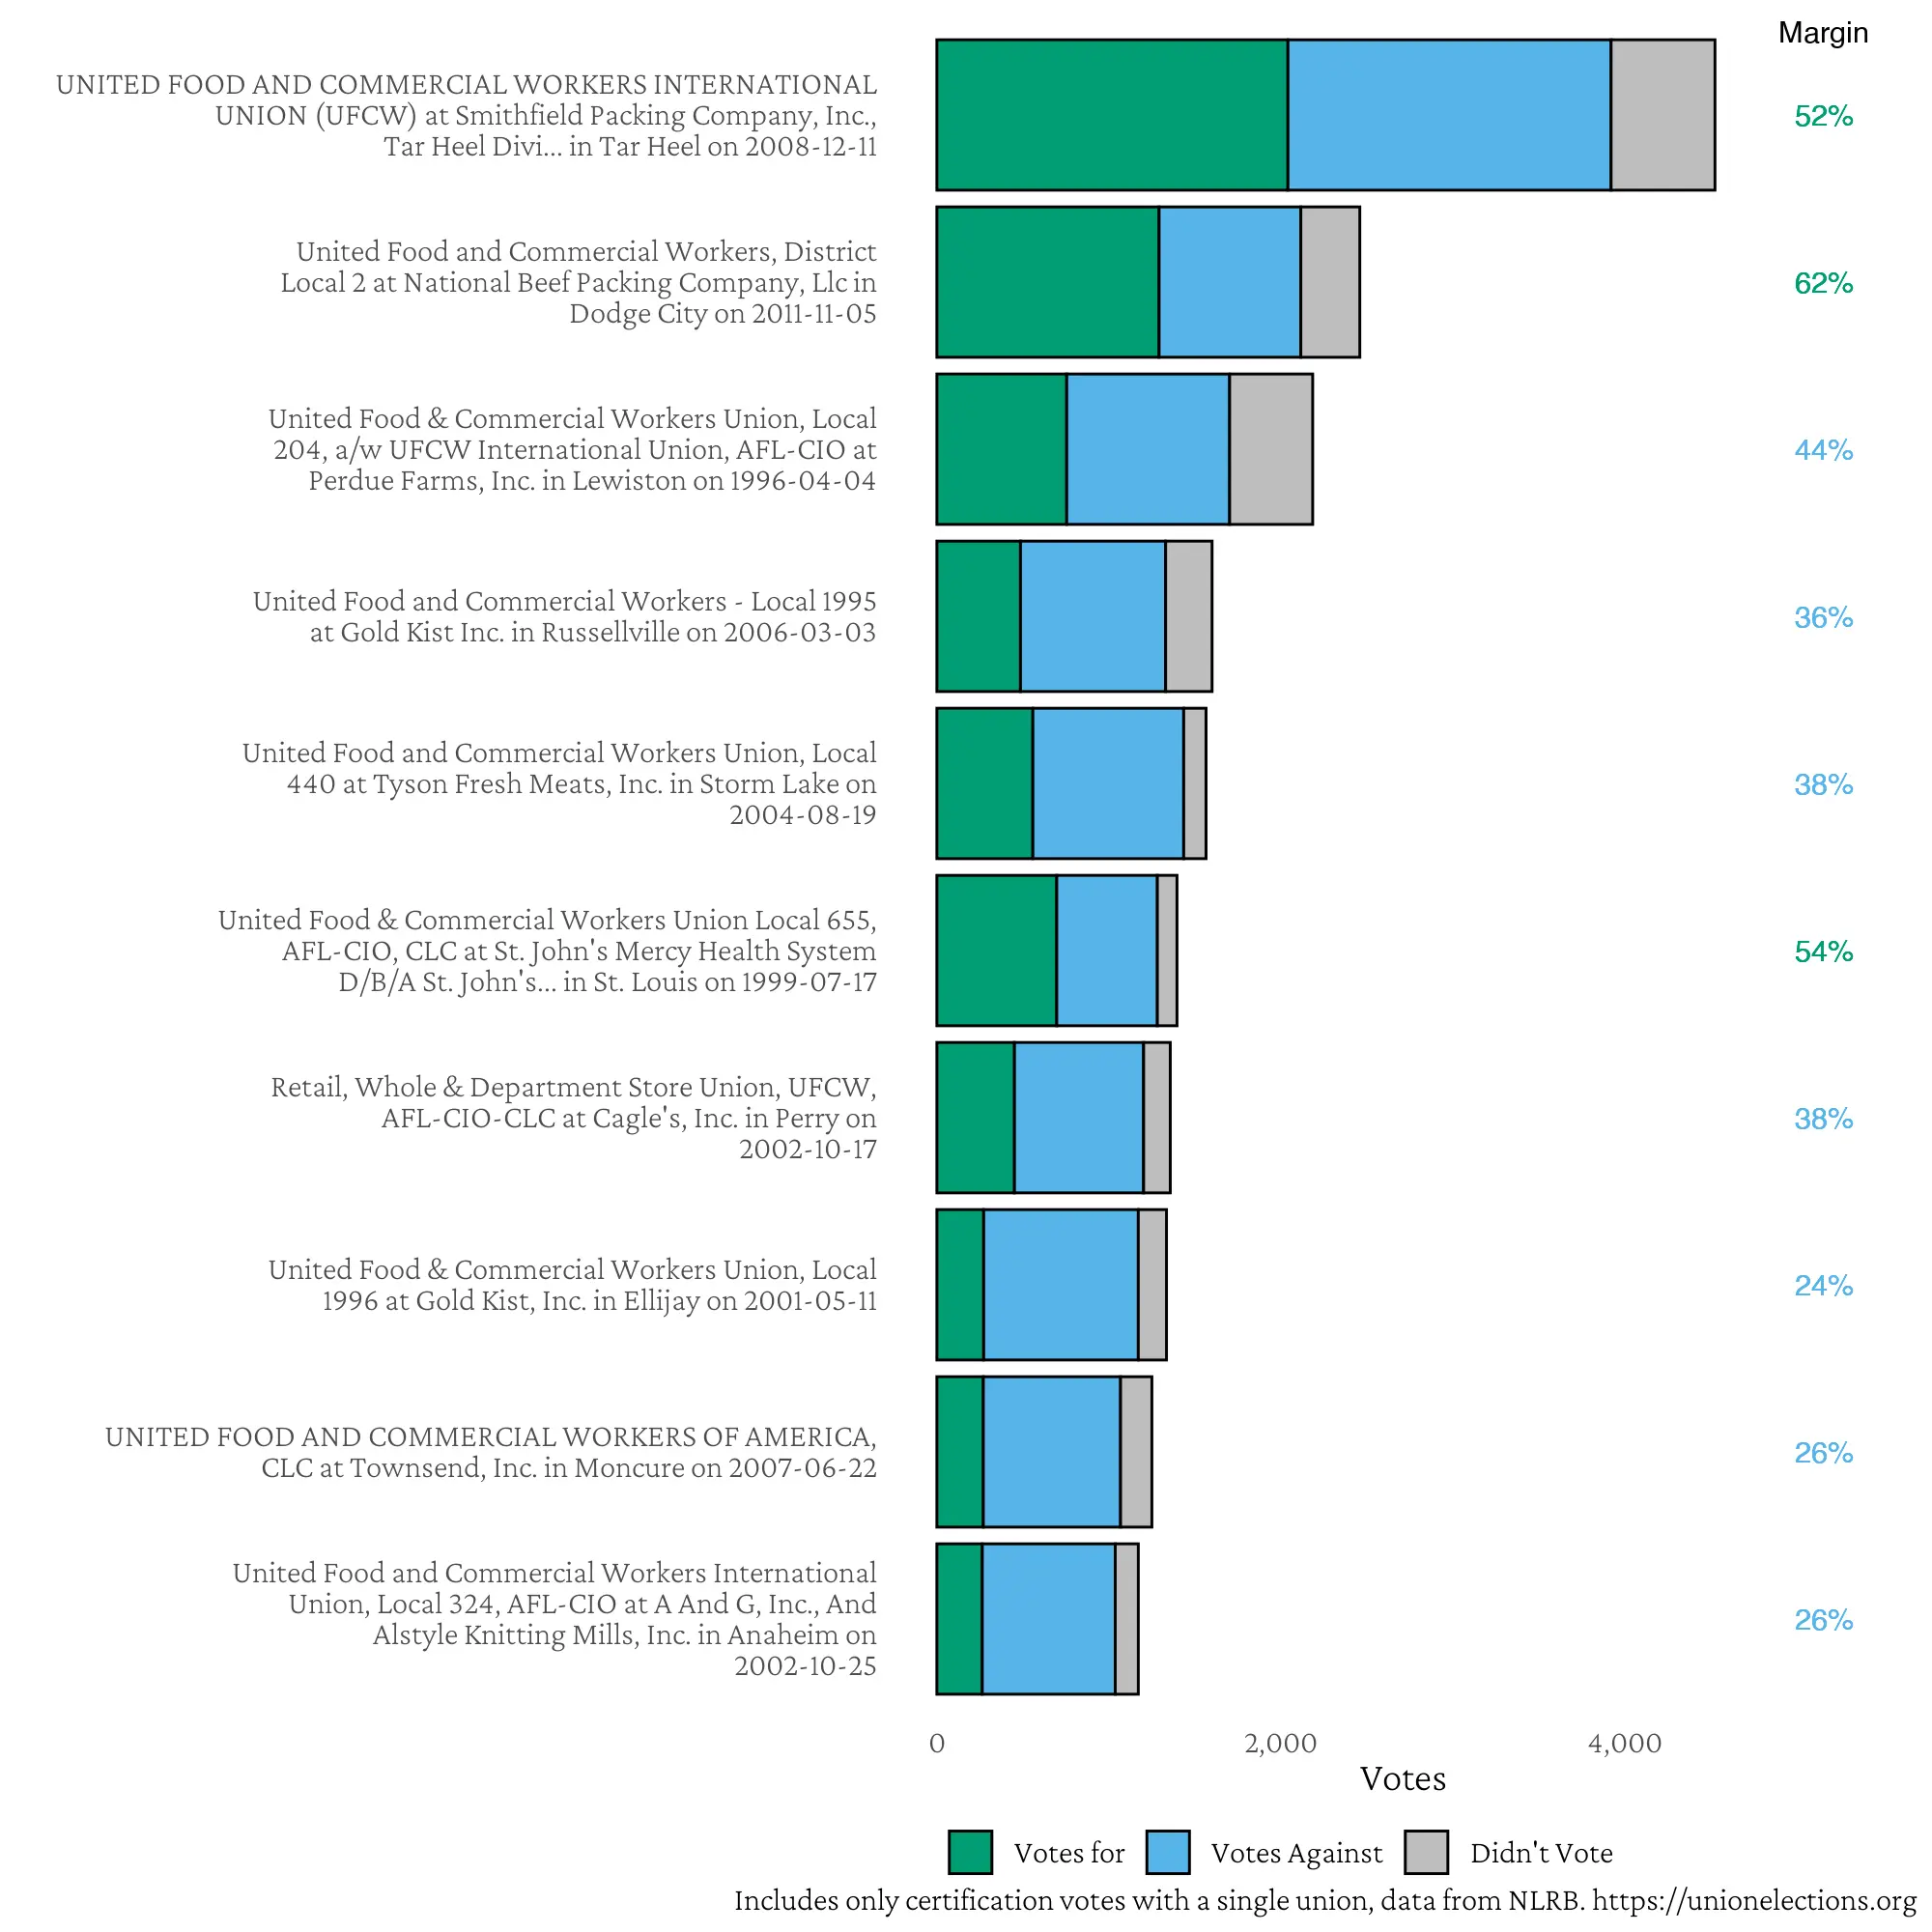 Margin
UNITED FOOD AND COMMERCIAL WORKERS INTERNATIONAL
UNION (UFCW) at Smithfield Packing Company, Inc.,
Tar Heel Divi... in Tar Heel on 2008-12-11
52%
United Food and Commercial Workers, District
Local 2 at National Beef Packing Company, Llc in
Dodge City on 2011-11-05
62%
United Food & Commercial Workers Union, Local
204, a/w UFCW International Union, AFL-CIO at
Perdue Farms, Inc. in Lewiston on 1996-04-04
44%
United Food and Commercial Workers - Local 1995
at Gold Kist Inc. in Russellville on 2006-03-03
36%
United Food and Commercial Workers Union, Local
440 at Tyson Fresh Meats, Inc. in Storm Lake on
2004-08-19
38%
United Food & Commercial Workers Union Local 655,
AFL-CIO, CLC at St. John's Mercy Health System
D/B/A St. John's... in St. Louis on 1999-07-17
54%
Retail, Whole & Department Store Union, UFCW,
AFL-CIO-CLC at Cagle's, Inc. in Perry on
2002-10-17
38%
United Food & Commercial Workers Union, Local
1996 at Gold Kist, Inc. in Ellijay on 2001-05-11
24%
UNITED FOOD AND COMMERCIAL WORKERS OF AMERICA,
CLC at Townsend, Inc. in Moncure on 2007-06-22
26%
United Food and Commercial Workers International
Union, Local 324, AFL-CIO at A And G, Inc., And
Alstyle Knitting Mills, Inc. in Anaheim on
2002-10-25
26%
0 2,000 4,000
Votes
Votes for Votes Against Didn't Vote
Includes only certification votes with a single union, data from NLRB. https://unionelections.org